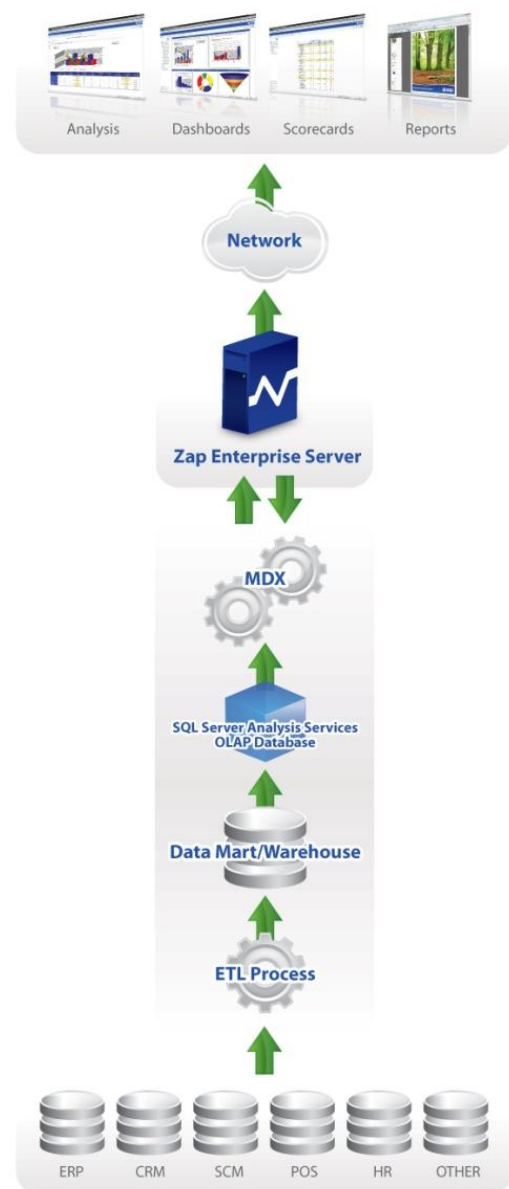 Analysis Dashboards Scorecards Reports
Network
Zap Enterprise Server
MDX
SQL Server Analysis Services
OLAP Database
Data Mart/Warehouse
ETL Process
ERP CRM SCM POS HR OTHER